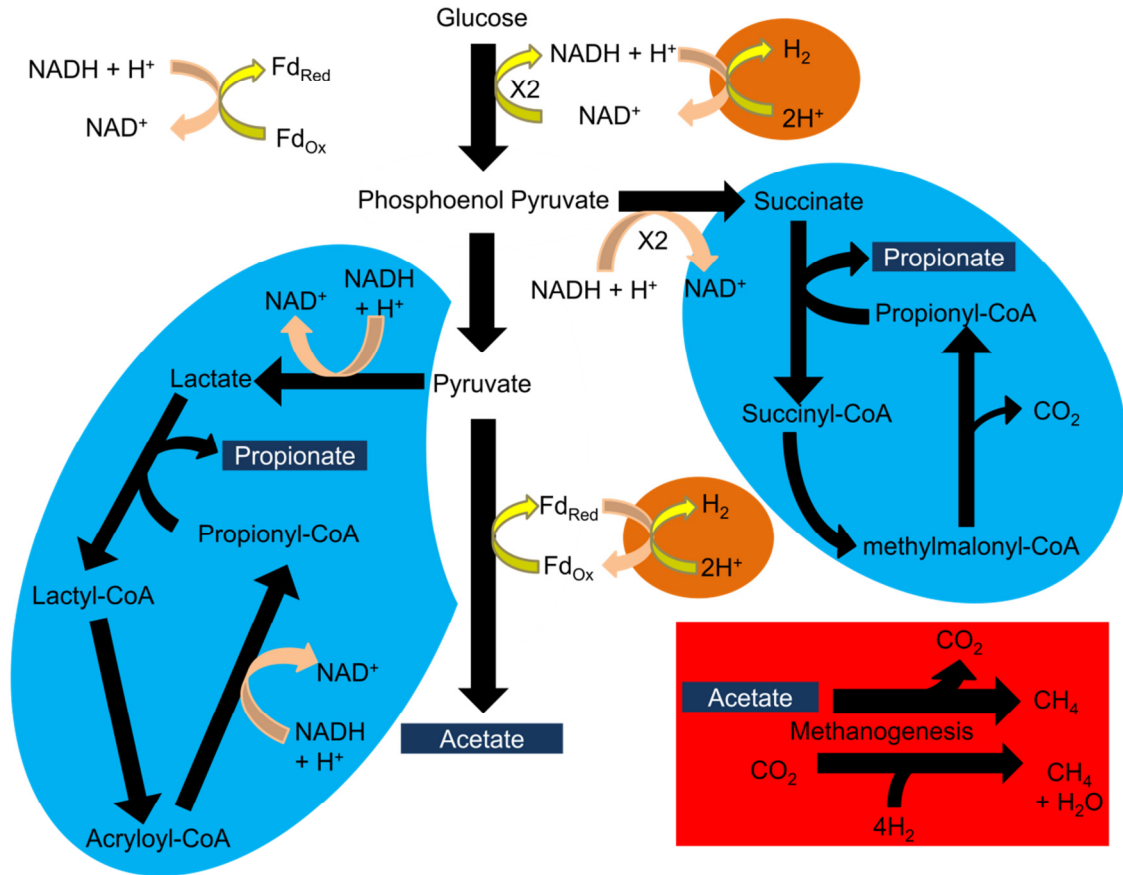 Glucose
NADH + H⁺
Fd_Red
NAD⁺
Fd_Ox
NADH + H⁺
X2
NAD⁺
H₂
2H⁺
Phosphoenol Pyruvate
Succinate
X2
NADH + H⁺
NAD⁺
Propionate
Propionyl-CoA
Succinyl-CoA
CO₂
methylmalonyl-CoA
NAD⁺
NADH
+ H⁺
Lactate
Pyruvate
Propionate
Propionyl-CoA
Lactyl-CoA
NAD⁺
NADH
+ H⁺
Acryloyl-CoA
Fd_Red
Fd_Ox
H₂
2H⁺
Acetate
CO₂
Acetate
CH₄
Methanogenesis
CO₂
CH₄
+ H₂O
4H₂